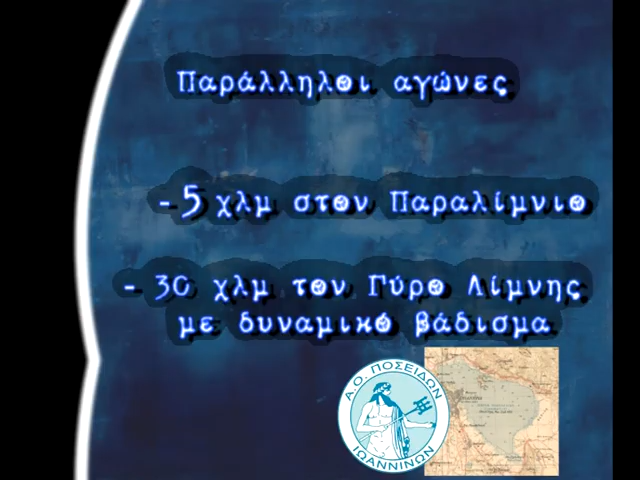 Παράλληλοι αγώνες
- 5 χλμ στον Παραλίμνιο
- 30 χλμ τον Γύρο Λίμνης
με δυναμικό βάδισμα
Α.Ο. ΠΟΣΕΙΔΩΝ
ΙΩΑΝΝΙΝΩΝ